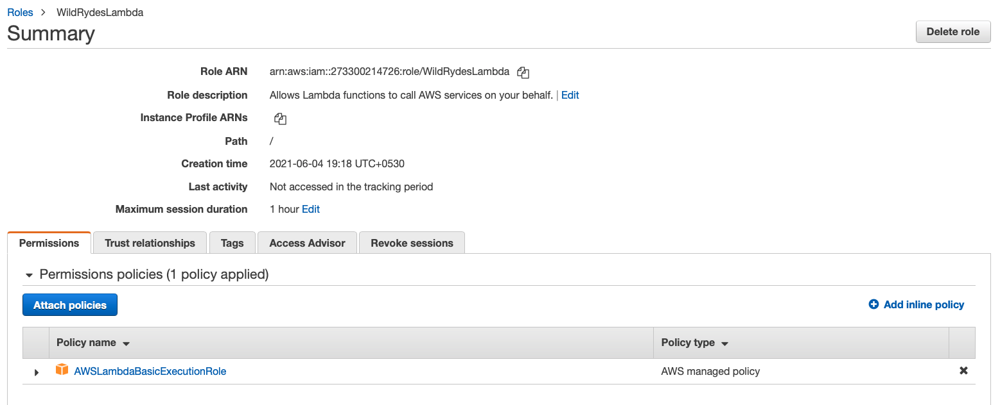 Roles > WildRydesLambda
Summary
Delete role
Role ARN arn:aws:iam::273300214726:role/WildRydesLambda
Role description Allows Lambda functions to call AWS services on your behalf. | Edit
Instance Profile ARNs
Path /
Creation time 2021-06-04 19:18 UTC+0530
Last activity Not accessed in the tracking period
Maximum session duration 1 hour Edit
Permissions Trust relationships Tags Access Advisor Revoke sessions
Permissions policies (1 policy applied)
Attach policies Add inline policy
Policy name Policy type
AWSLambdaBasicExecutionRole AWS managed policy